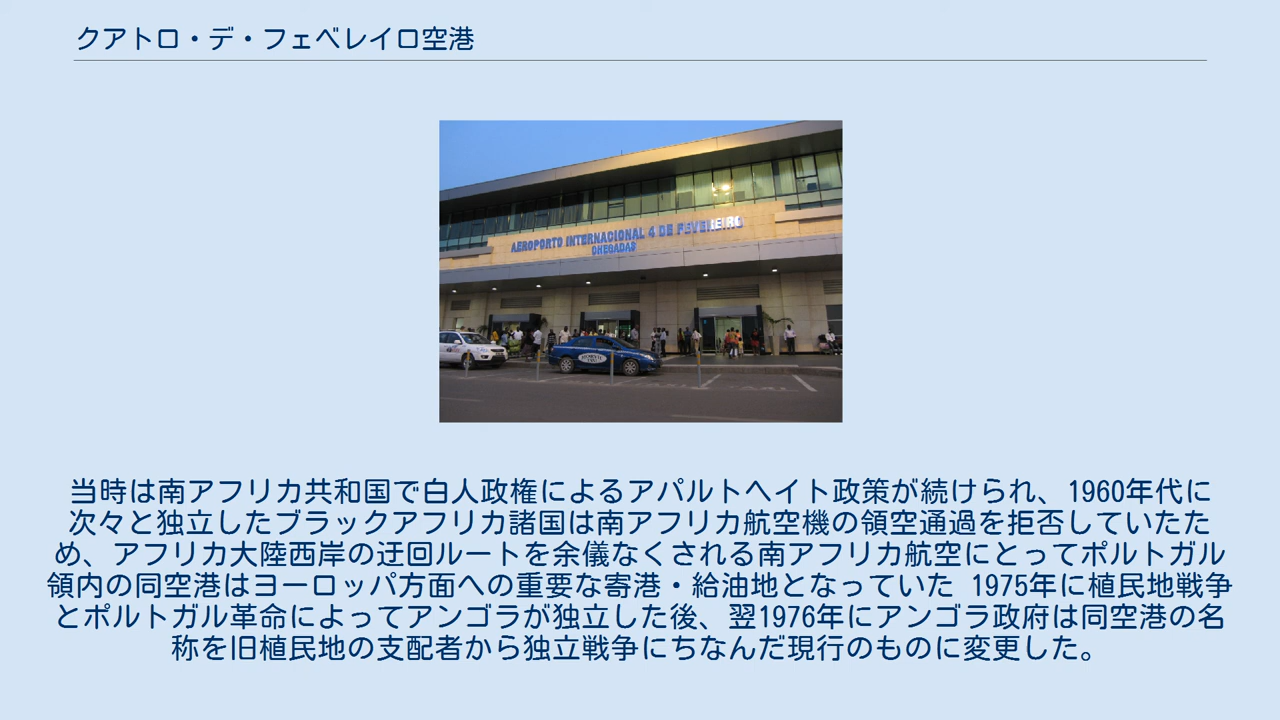 クアトロ・デ・フェベレイロ空港
AEROPORTO INTERNACIONAL 4 DE FEVEREIRO
CHEGADAS
当時は南アフリカ共和国で白人政権によるアパルトヘイト政策が続けられ、1960年代に
次々と独立したブラックアフリカ諸国は南アフリカ航空機の領空通過を拒否していたた
め、アフリカ大陸西岸の迂回ルートを余儀なくされる南アフリカ航空にとってポルトガル
領内の同空港はヨーロッパ方面への重要な寄港・給油地となっていた 1975年に植民地戦争
とポルトガル革命によってアンゴラが独立した後、翌1976年にアンゴラ政府は同空港の名
称を旧植民地の支配者から独立戦争にちなんだ現行のものに変更した。